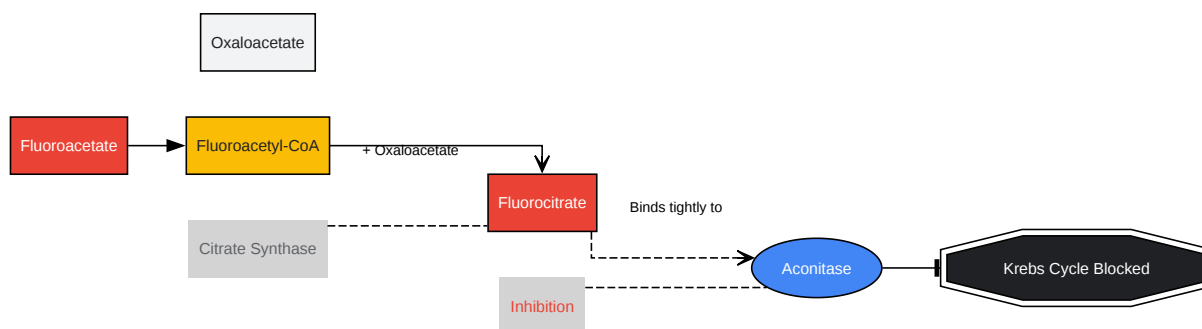 Oxaloacetate
Fluoroacetate
Fluoroacetyl-CoA
+ Oxaloacetate
Fluorocitrate
Binds tightly to
Citrate Synthase
Aconitase
Krebs Cycle Blocked
Inhibition